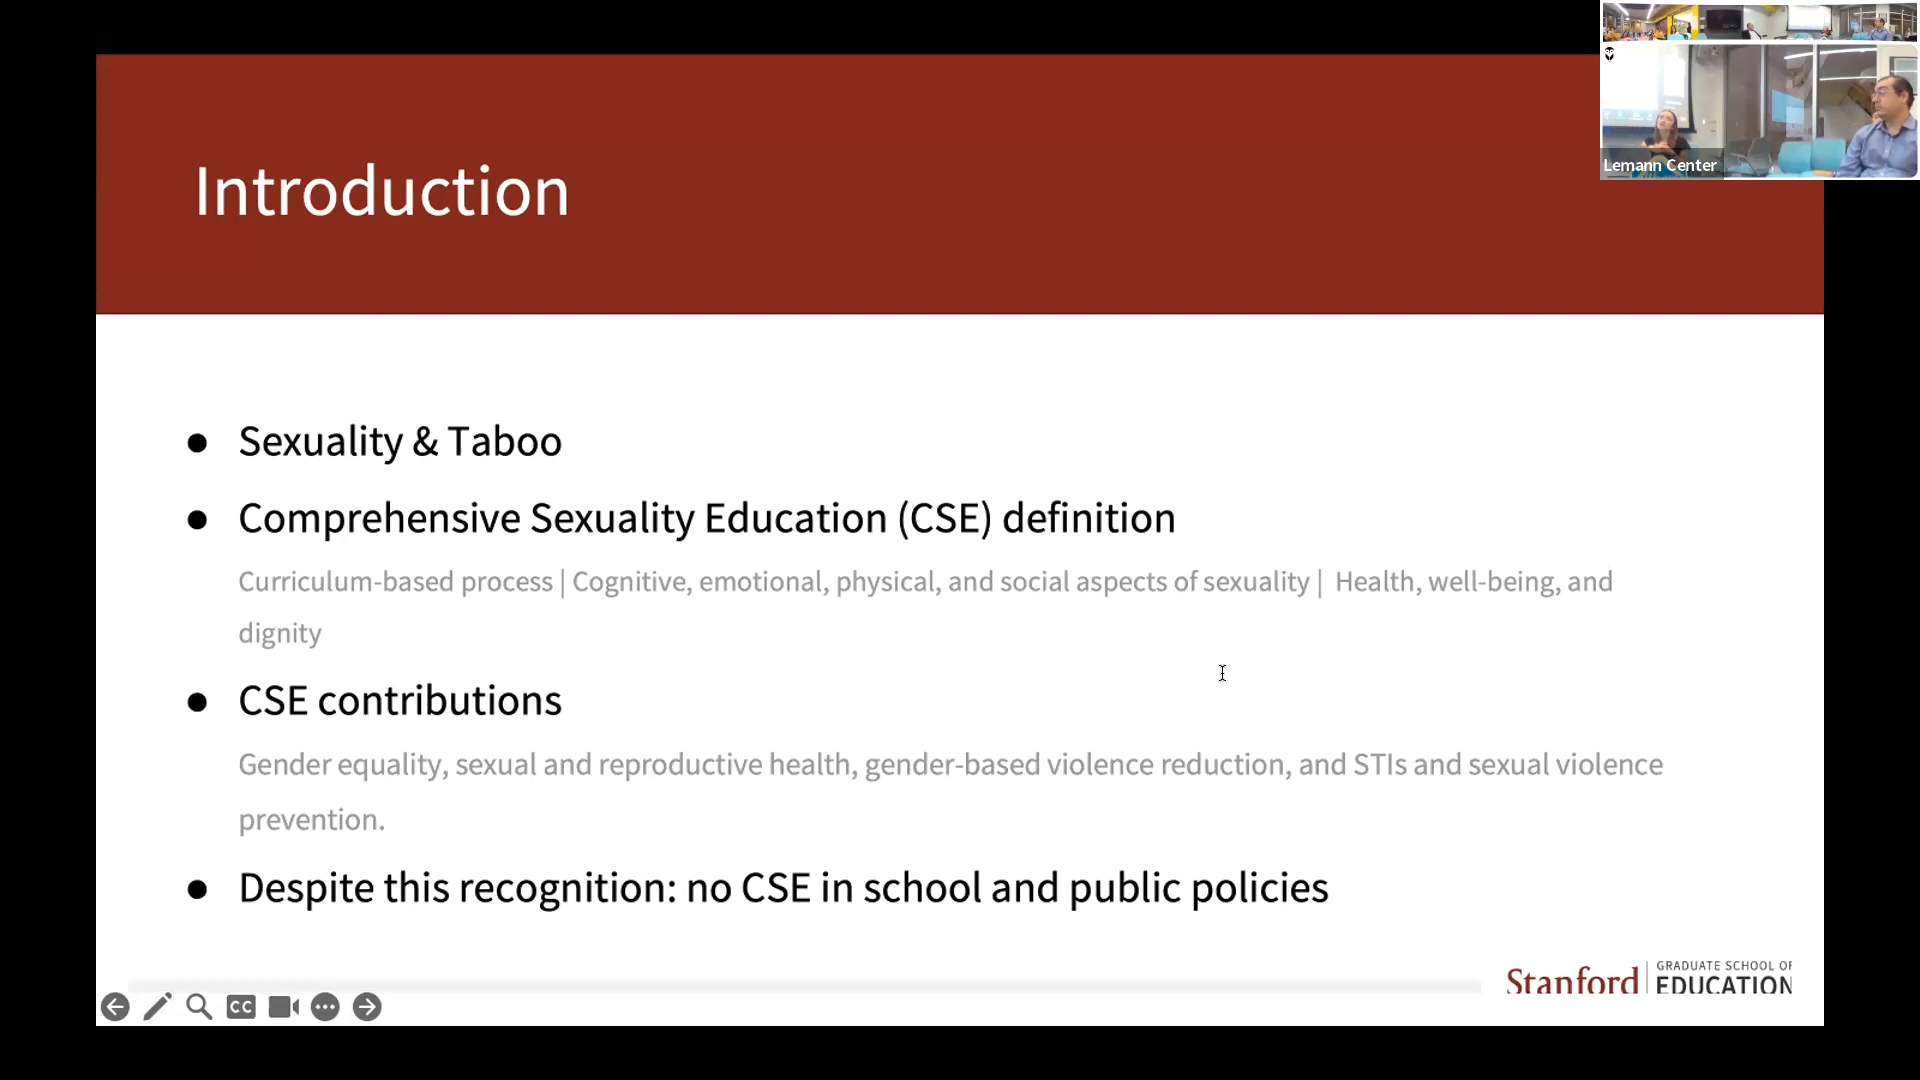 Introduction
Lemann Center
● Sexuality & Taboo
● Comprehensive Sexuality Education (CSE) definition
Curriculum-based process | Cognitive, emotional, physical, and social aspects of sexuality | Health, well-being, and
dignity
● CSE contributions
Gender equality, sexual and reproductive health, gender-based violence reduction, and STIs and sexual violence
prevention.
● Despite this recognition: no CSE in school and public policies
Stanford
GRADUATE SCHOOL OF
EDUCATION
CC